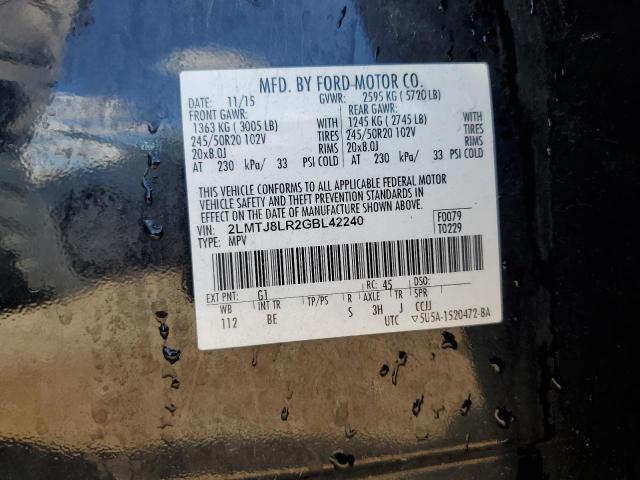 MFD. BY FORD MOTOR CO.
DATE: 11/15 GVWR: 2595 KG ( 5720 LB)
FRONT GAWR: REAR GAWR:
1363 KG ( 3005 LB) 1245 KG ( 2745 LB) WITH
245/50R20 102V TIRES 245/50R20 102V TIRES
20x8.0J RIMS 20x8.0J RIMS
AT 230 kPa/ 33 PSI COLD AT 230 kPa/ 33 PSI COLD
THIS VEHICLE CONFORMS TO ALL APPLICABLE FEDERAL MOTOR
VEHICLE SAFETY AND THEFT PREVENTION STANDARDS IN
EFFECT ON THE DATE OF MANUFACTURE SHOWN ABOVE.
VIN: 2LMTJ8LR2GBL42240 F0079
TYPE: MPV T0229
EXT PNT: G1 RC: 45 DSO:
WB INT TR TP/PS R AXLE TR SPR
112 BE S 3H J CCJJ
UTC ▽5U5A-1520472-BA